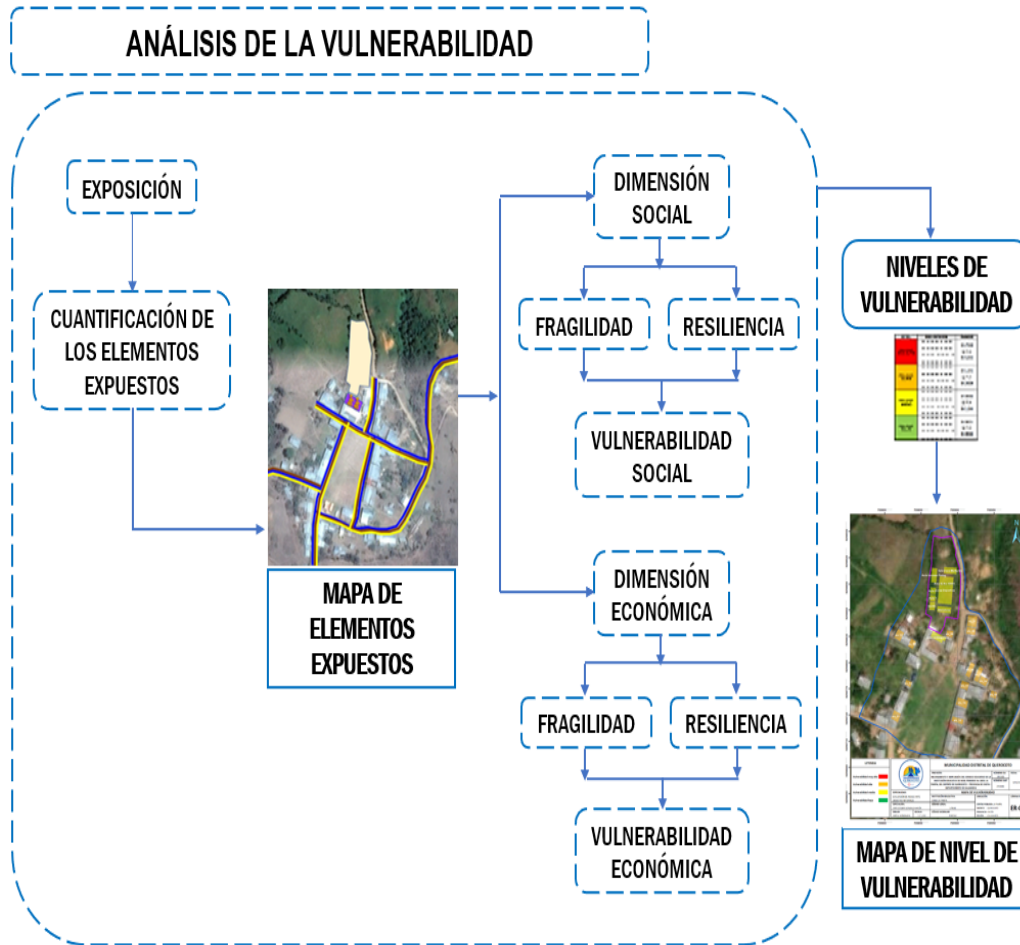 ANÁLISIS DE LA VULNERABILIDAD
EXPOSICIÓN
CUANTIFICACIÓN DE
LOS ELEMENTOS
EXPUESTOS
MAPA DE
ELEMENTOS
EXPUESTOS
DIMENSIÓN
SOCIAL
FRAGILIDAD
RESILIENCIA
VULNERABILIDAD
SOCIAL
DIMENSIÓN
ECONÓMICA
FRAGILIDAD
RESILIENCIA
VULNERABILIDAD
ECONÓMICA
NIVELES DE
VULNERABILIDAD
MUNICIPALIDAD DISTRITAL DE QUEROCOTO
MAPA DE NIVEL DE
VULNERABILIDAD